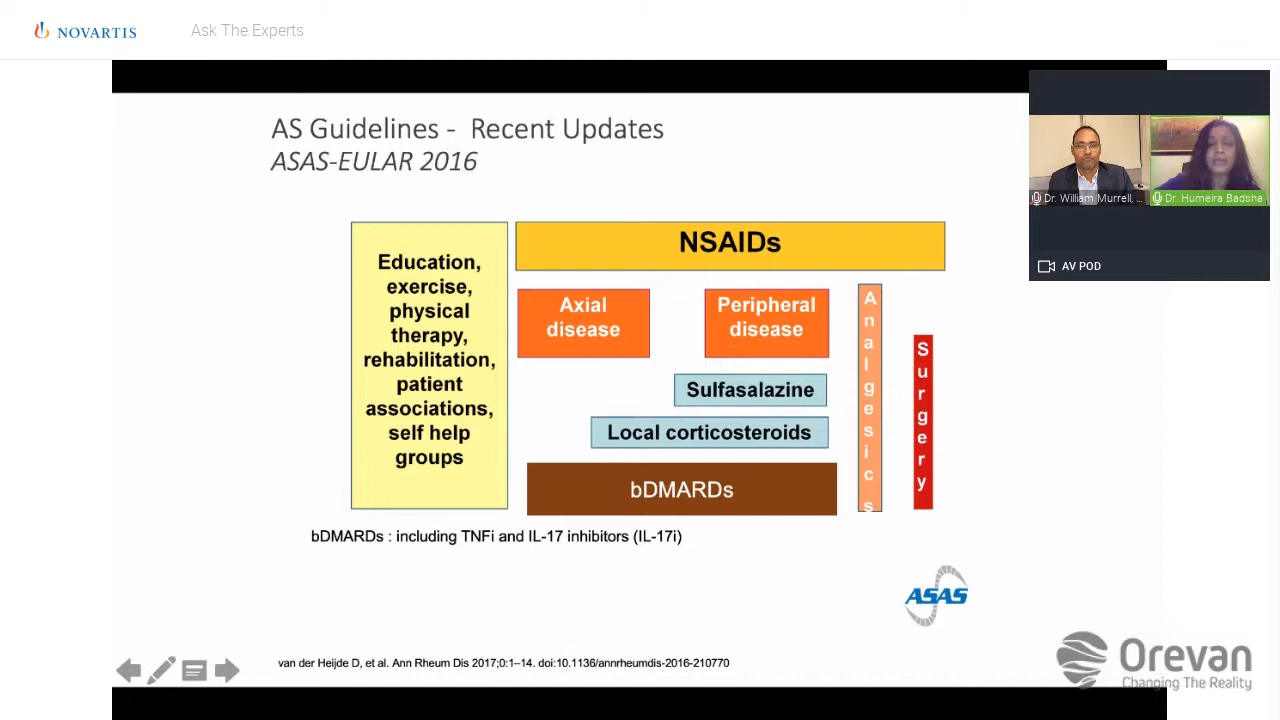 NOVARTIS
Ask The Experts
AS Guidelines - Recent Updates
ASAS-EULAR 2016
Education,
exercise,
physical
therapy,
rehabilitation,
patient
associations,
self help
groups
NSAIDs
Axial
disease
Peripheral
disease
Sulfasalazine
Local corticosteroids
bDMARDs
Analgesics
Surgery
bDMARDs : including TNFi and IL-17 inhibitors (IL-17i)
ASAS
van der Heijde D, et al. Ann Rheum Dis 2017;0:1–14. doi:10.1136/annrheumdis-2016-210770
Dr. William Murrell, ...
Dr. Humeira Badsha
AV POD
Orevan
Changing The Reality